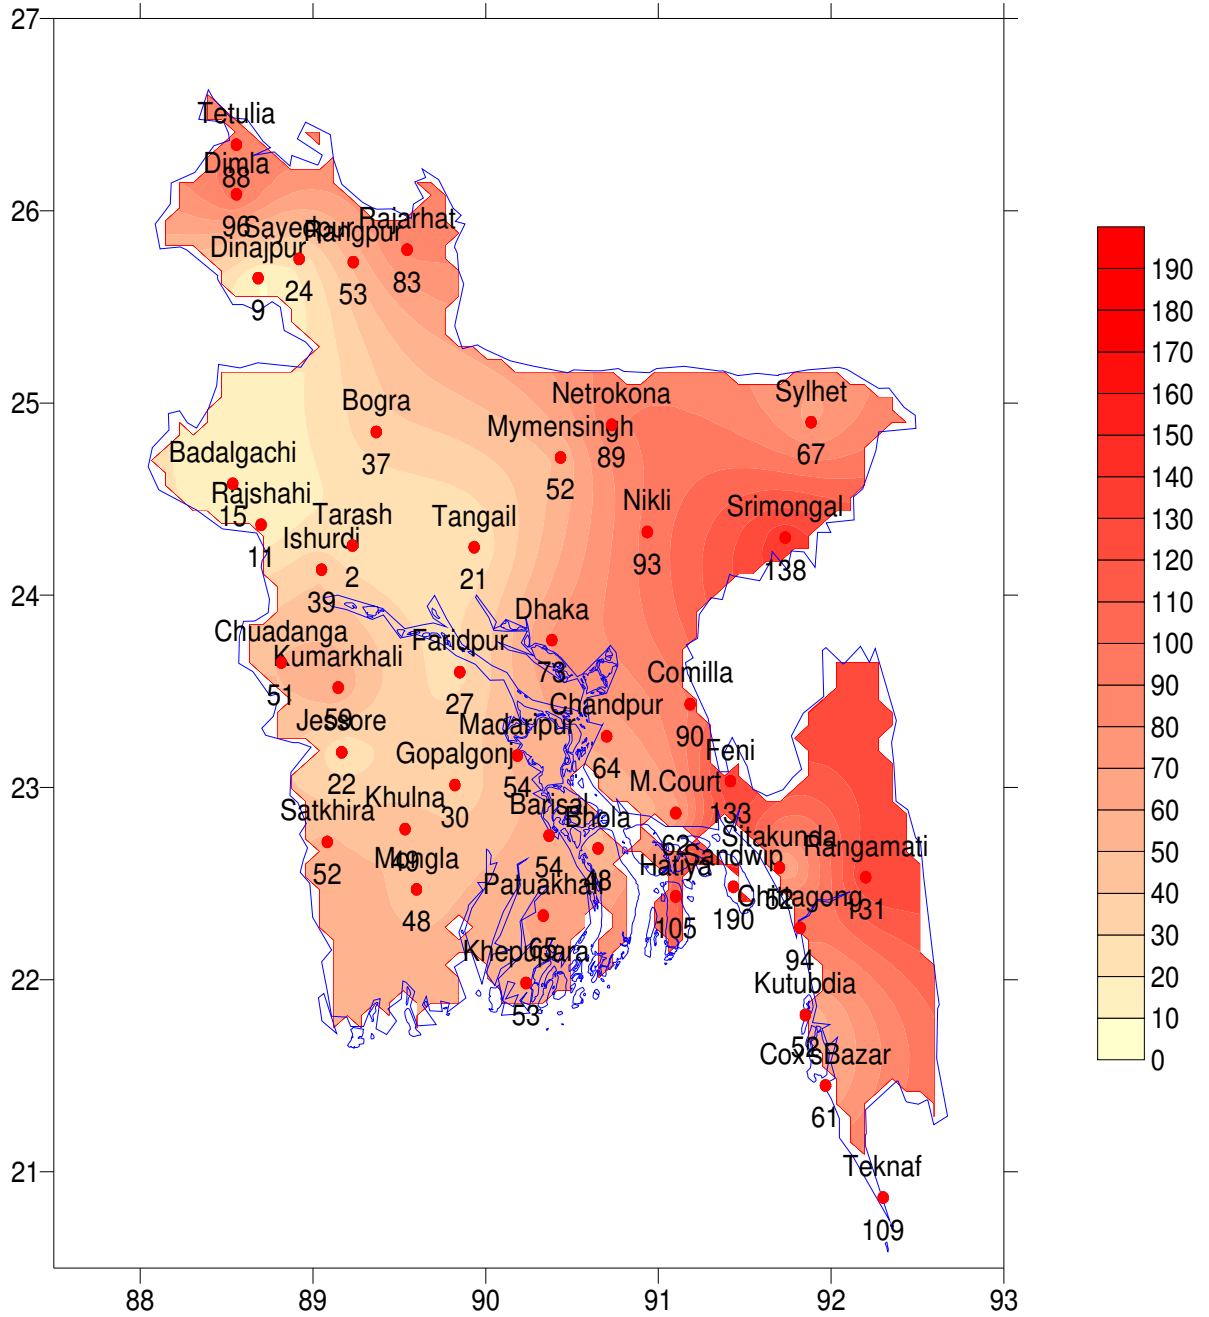 27
Tetulia
Dimla
88
26
96
Sayedpur
Rangpur
Rajarhat
Dinajpur
24
53
83
9
190
180
170
160
150
140
130
120
110
100
90
80
70
60
50
40
30
20
10
0
25
Bogra
37
Netrokona
89
Sylhet
67
Mymensingh
52
Badalgachi
15
Rajshahi
11
Tarash
2
Ishurdi
39
Tangail
21
Nikli
93
Srimongal
138
24
Dhaka
73
Chuadanga
51
Kumarkhali
59
Faridpur
27
Comilla
90
Chandpur
64
Jessore
22
Madaripur
54
Gopalgonj
30
Feni
133
23
M.Court
62
Khulna
49
Satkhira
52
Barisal
54
Bhola
48
Sitakunda
52
Rangamati
131
Mongla
48
Hatiya
105
Sandwip
190
Patuakhali
65
Chittagong
94
22
Khepupara
53
Kutubdia
52
Cox'sBazar
61
21
Teknaf
109
88 89 90 91 92 93